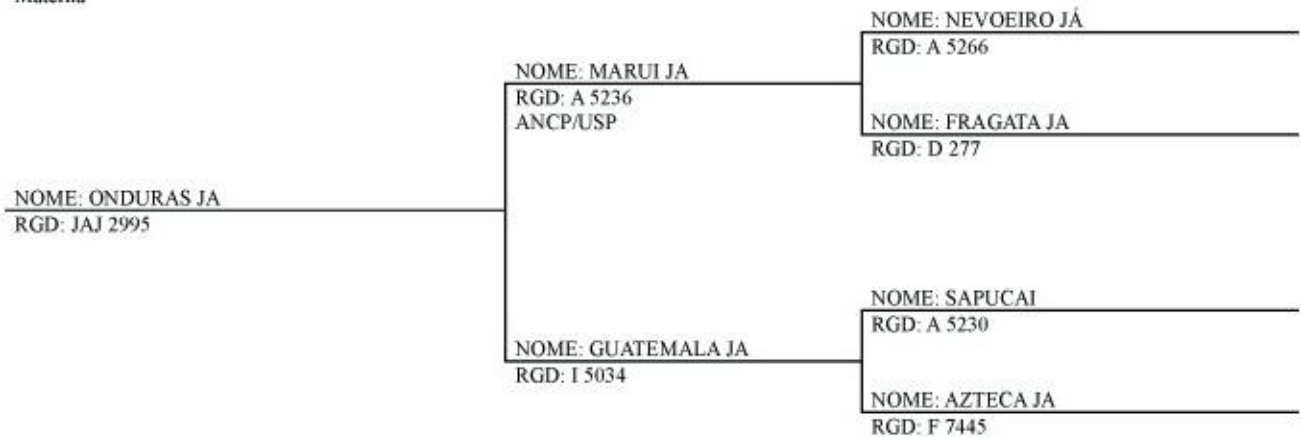 NOME: NEVOEIRO JÁ
RGD: A 5266
NOME: MARUI JA
RGD: A 5236
ANCP/USP
NOME: FRAGATA JA
RGD: D 277
NOME: ONDURAS JA
RGD: JAJ 2995
NOME: SAPUCAI
RGD: A 5230
NOME: GUATEMALA JA
RGD: I 5034
NOME: AZTECA JA
RGD: F 7445